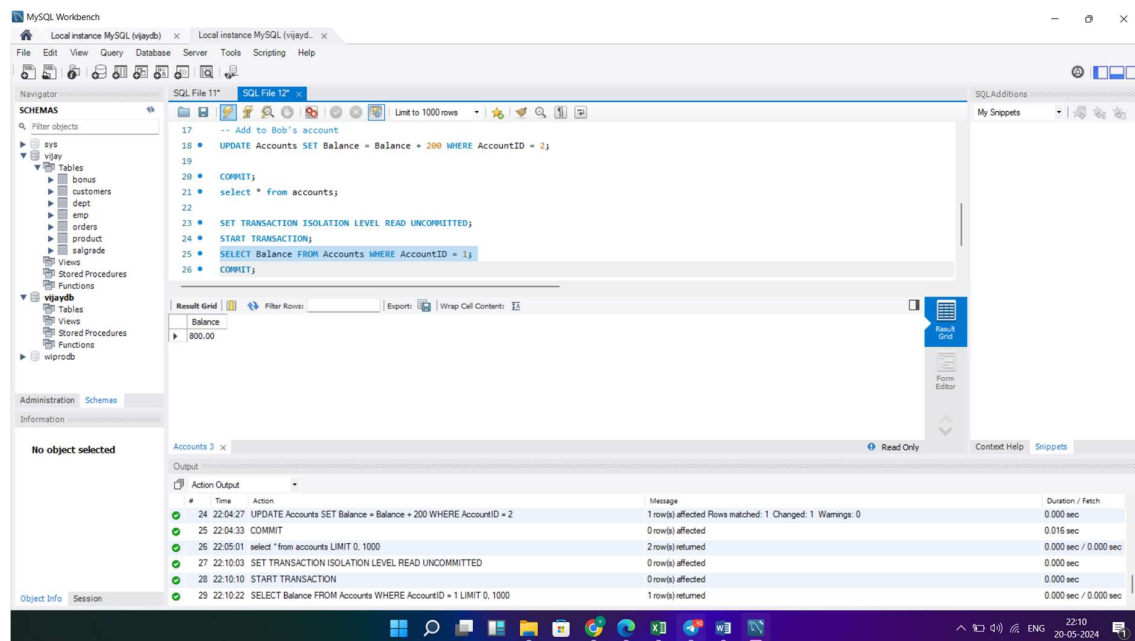 MySQL Workbench
Local instance MySQL (vijaydb) × Local instance MySQL (vijayd.. ×
File Edit View Query Database Server Tools Scripting Help
Navigator
SCHEMAS
Filter objects
sys
vijay
Tables
bonus
customers
dept
emp
orders
product
salgrade
Views
Stored Procedures
Functions
vijaydb
Tables
Views
Stored Procedures
Functions
wiprodb
Administration Schemas
Information
No object selected
Object Info Session
SQL File 11* SQL File 12* ×
Limit to 1000 rows
17 -- Add to Bob's account
18 UPDATE Accounts SET Balance = Balance + 200 WHERE AccountID = 2;
19
20 COMMIT;
21 select * from accounts;
22
23 SET TRANSACTION ISOLATION LEVEL READ UNCOMMITTED;
24 START TRANSACTION;
25 SELECT Balance FROM Accounts WHERE AccountID = 1;
26 COMMIT;
Result Grid Filter Rows: Export: Wrap Cell Content:
Balance
800.00
Result
Grid
Form
Editor
Accounts 3 × Read Only
SQLAdditions
My Snippets
Context Help Snippets
Output
Action Output
# Time Action Message Duration / Fetch
24 22:04:27 UPDATE Accounts SET Balance = Balance + 200 WHERE AccountID = 2 1 row(s) affected Rows matched: 1 Changed: 1 Warnings: 0 0.000 sec
25 22:04:33 COMMIT 0 row(s) affected 0.016 sec
26 22:05:01 select * from accounts LIMIT 0, 1000 2 row(s) returned 0.000 sec / 0.000 sec
27 22:10:03 SET TRANSACTION ISOLATION LEVEL READ UNCOMMITTED 0 row(s) affected 0.000 sec
28 22:10:10 START TRANSACTION 0 row(s) affected 0.000 sec
29 22:10:22 SELECT Balance FROM Accounts WHERE AccountID = 1 LIMIT 0, 1000 1 row(s) returned 0.000 sec / 0.000 sec
ENG 22:10
20-05-2024